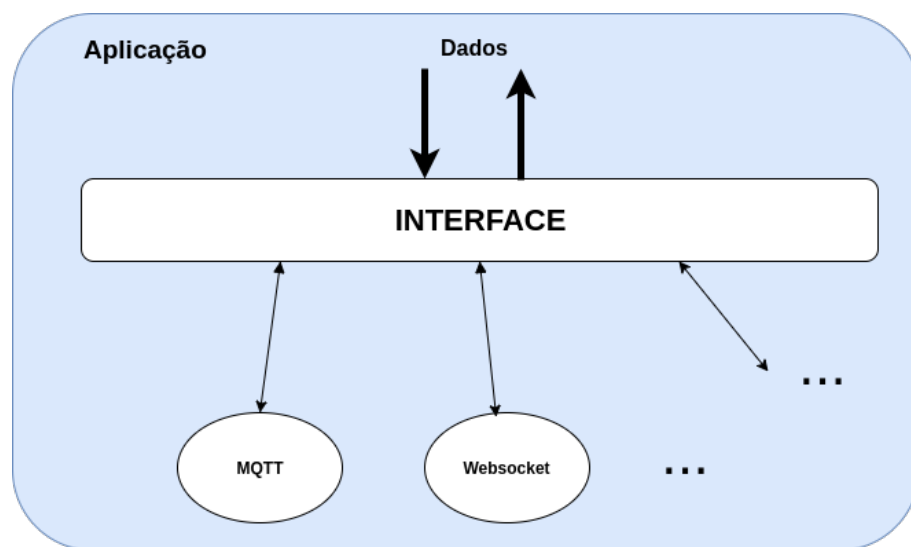 Aplicação
Dados
INTERFACE
...
MQTT
Websocket
...